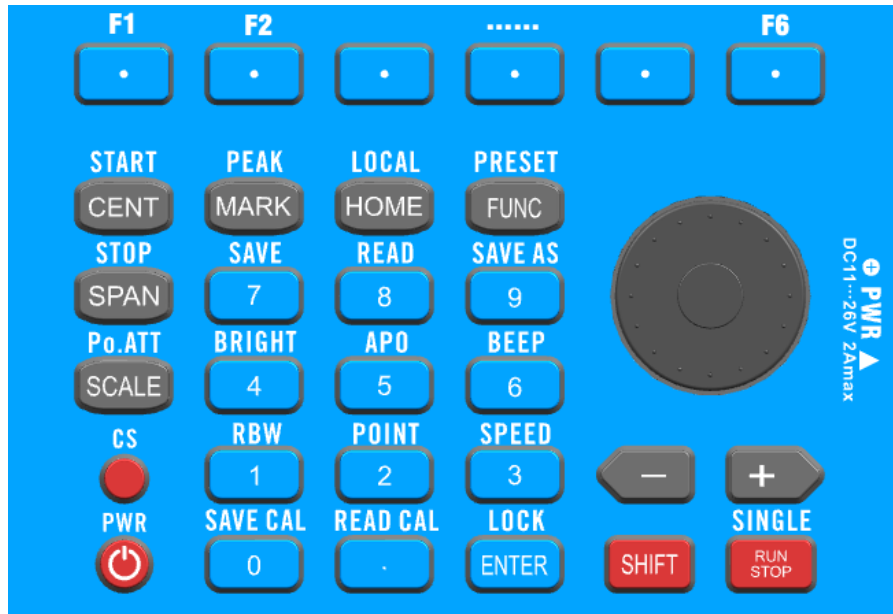 F1 F2 ...... F6
START PEAK LOCAL PRESET
CENT MARK HOME FUNC
STOP SAVE READ SAVE AS
SPAN 7 8 9
Po.ATT BRIGHT APO BEEP
SCALE 4 5 6
CS RBW POINT SPEED
1 2 3 − +
PWR SAVE CAL READ CAL LOCK SINGLE
0 . ENTER SHIFT RUN
STOP
⊕ PWR ▲
DC11···26V 2Amax